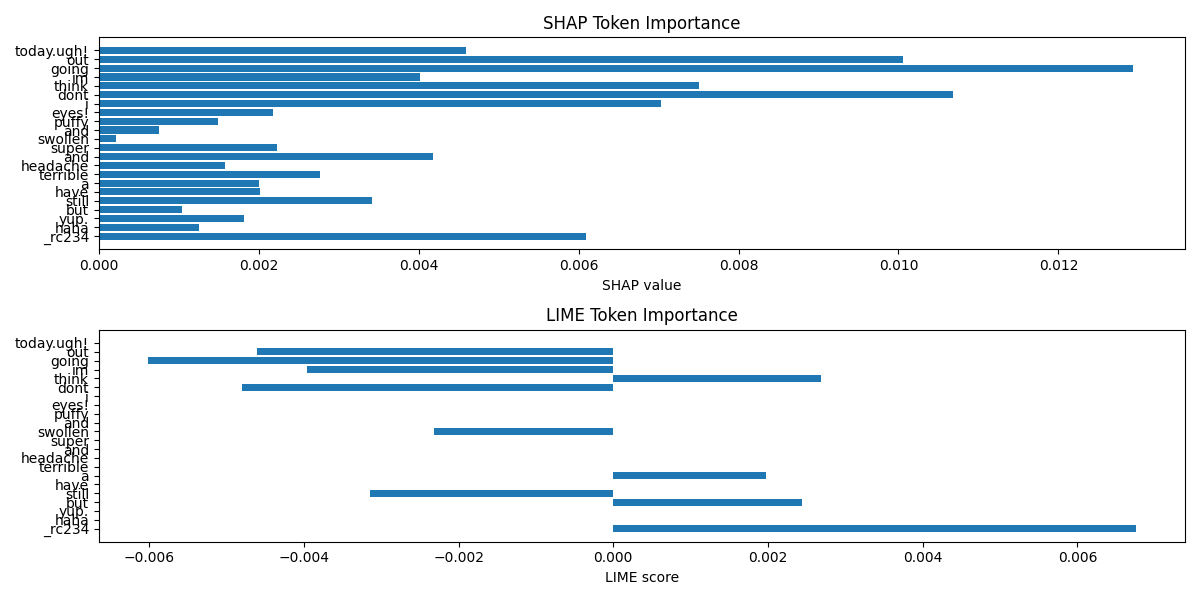 SHAP Token Importance
today.ugh!
out
going
im
think
dont
i
eyes!
puffy
and
swollen
super
and
headache
terrible
a
have
still
but
yup.
haha
_rc234
0.000 0.002 0.004 0.006 0.008 0.010 0.012
SHAP value
LIME Token Importance
today.ugh!
out
going
im
think
dont
i
eyes!
puffy
and
swollen
super
and
headache
terrible
a
have
still
but
yup.
haha
_rc234
−0.006 −0.004 −0.002 0.000 0.002 0.004 0.006
LIME score